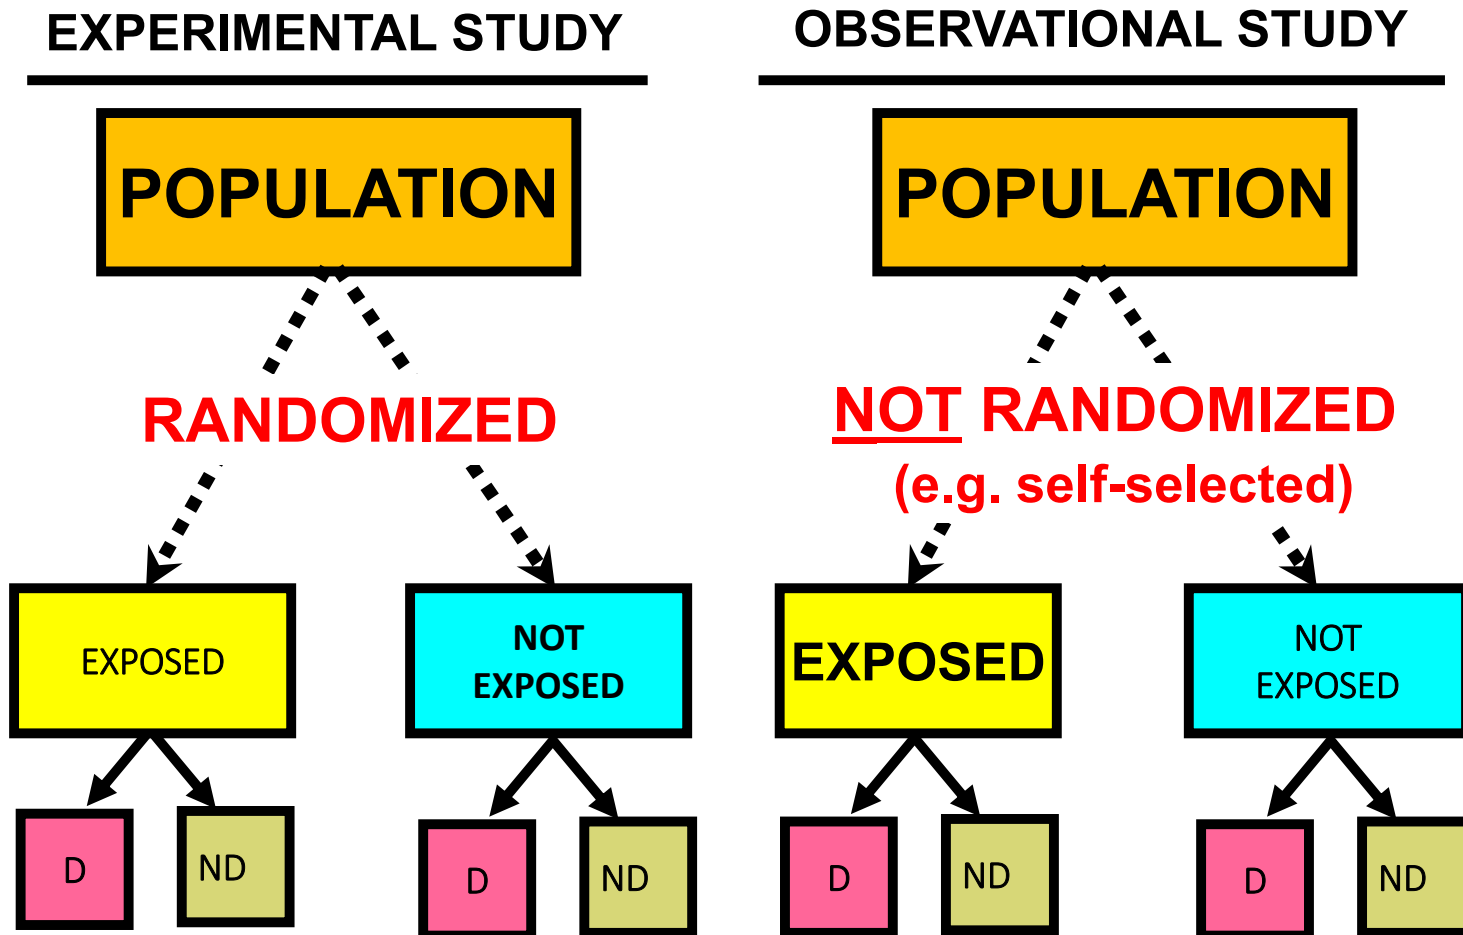 EXPERIMENTAL STUDY
POPULATION
RANDOMIZED
EXPOSED
NOT
EXPOSED
D
ND
D
ND
OBSERVATIONAL STUDY
POPULATION
NOT RANDOMIZED
(e.g. self-selected)
EXPOSED
NOT
EXPOSED
D
ND
D
ND